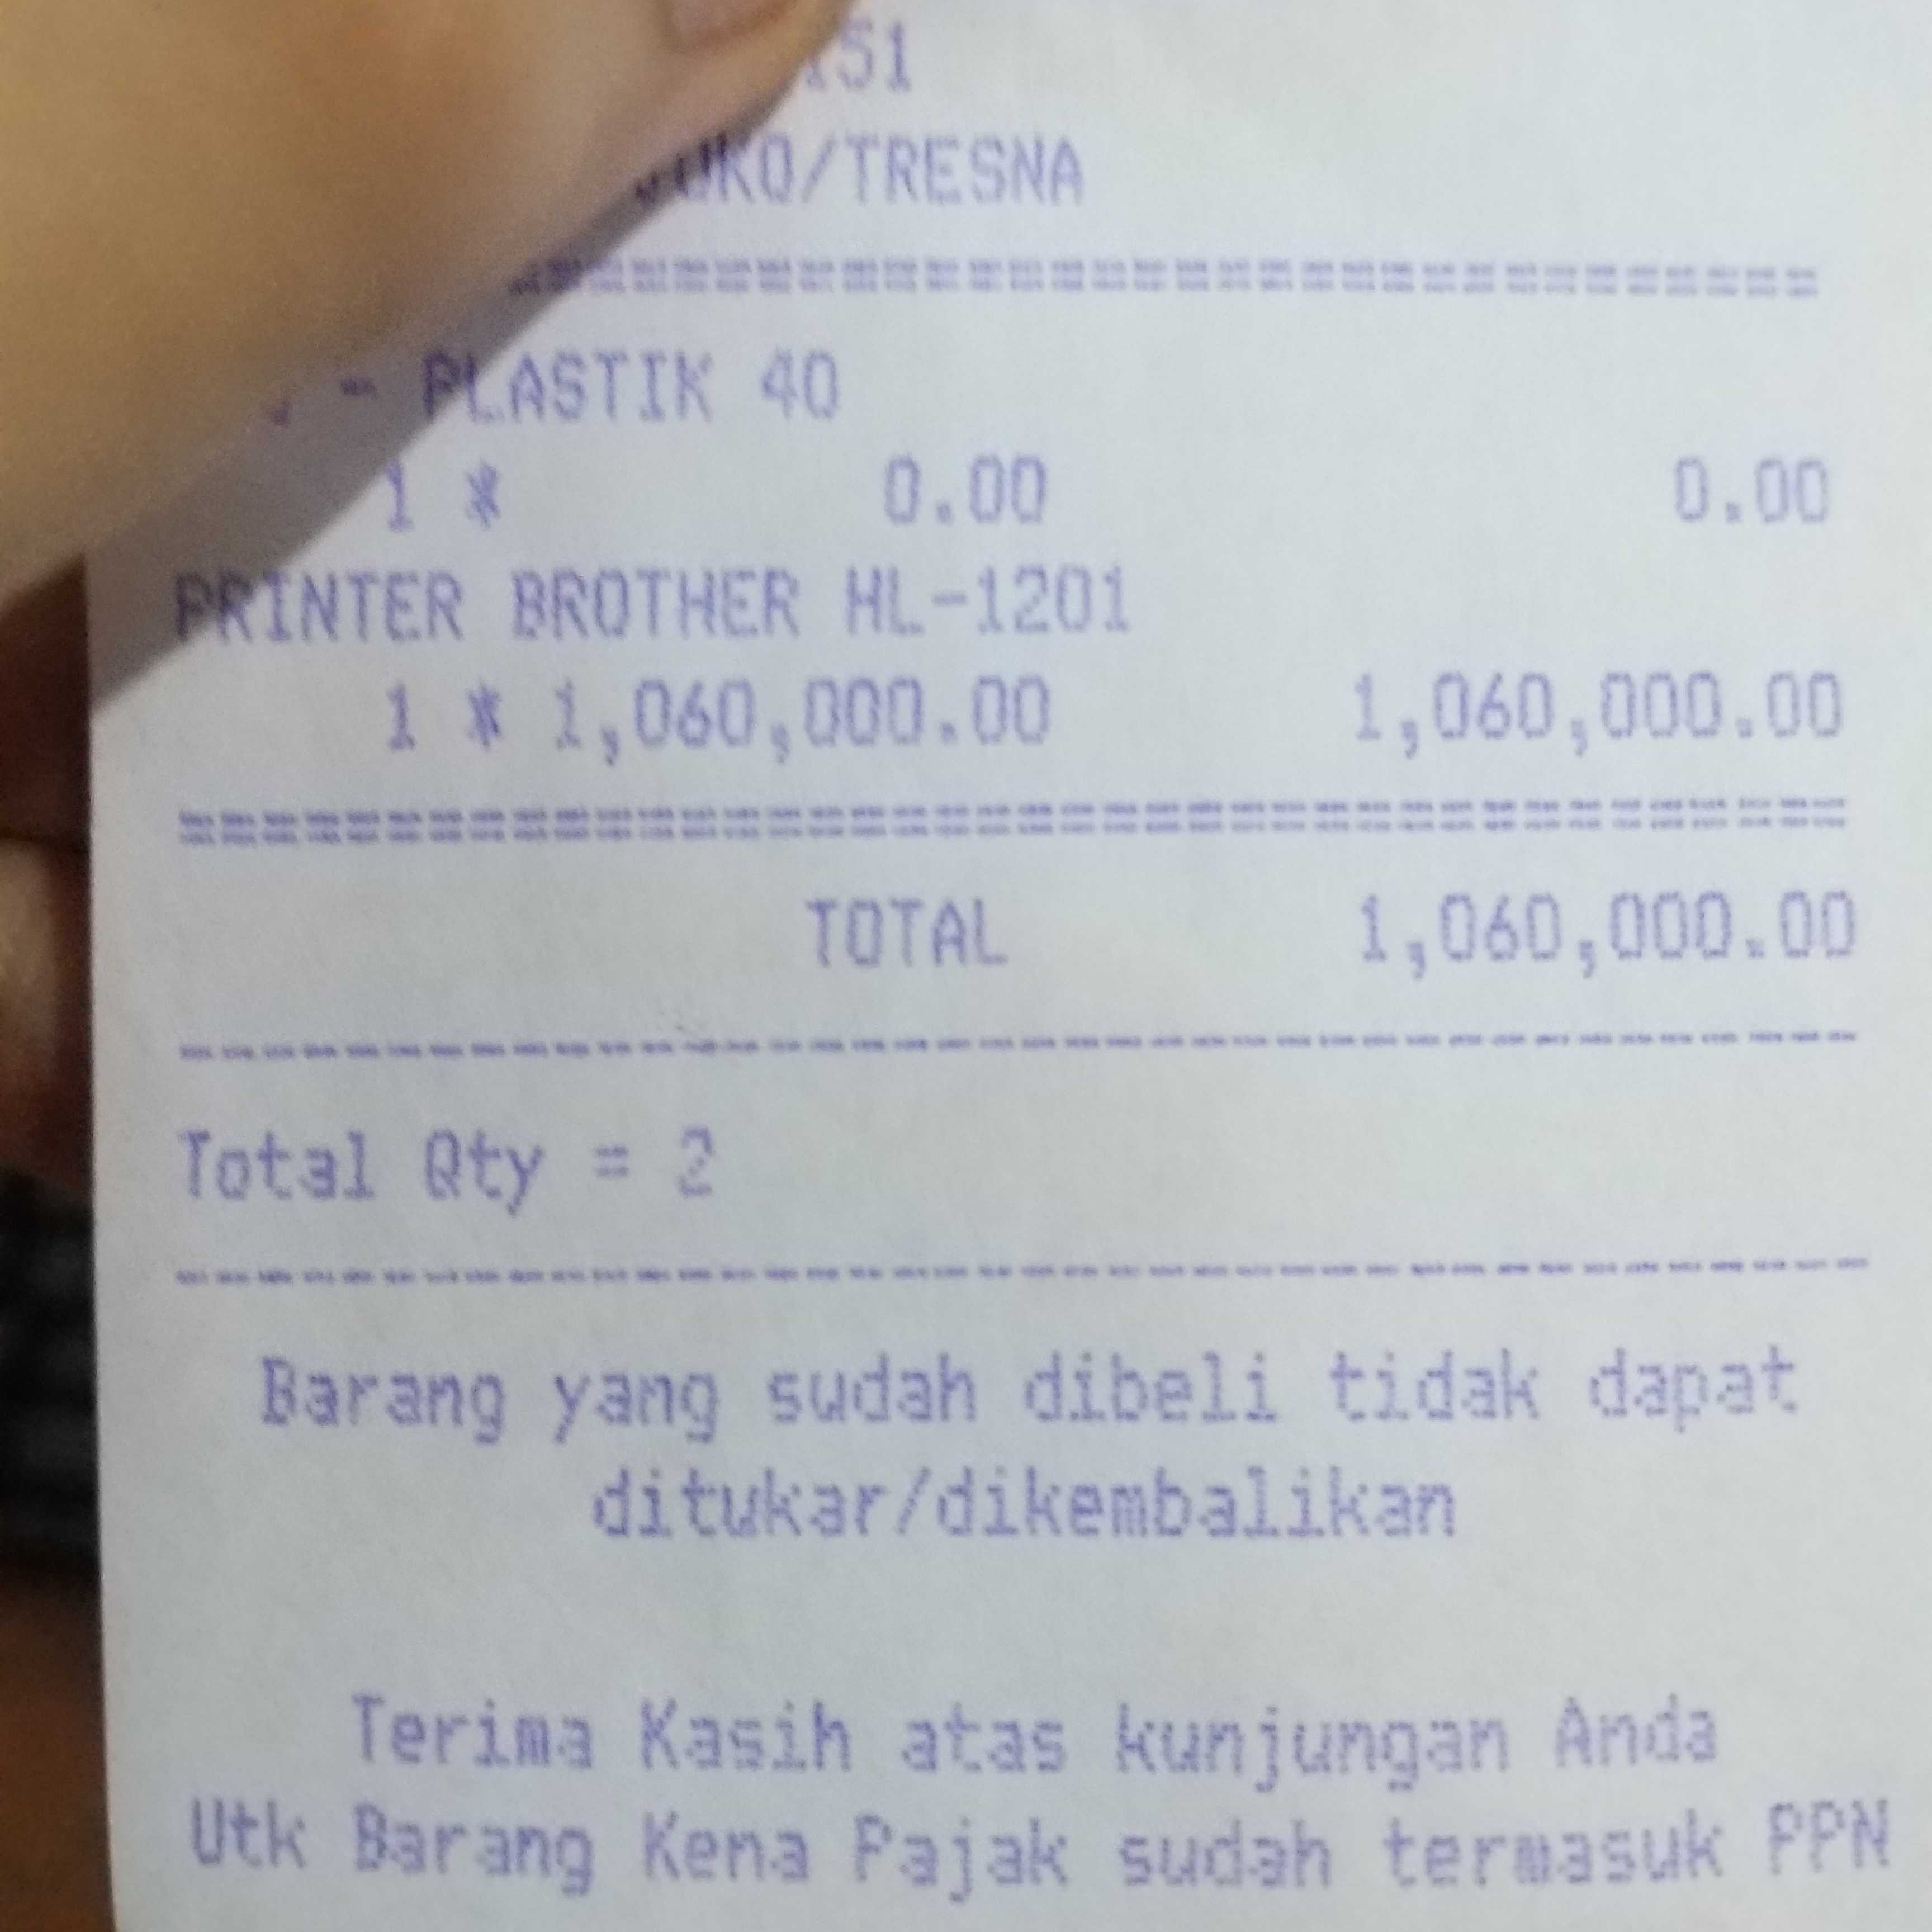 151
/TRESNA
- PLASTIK 40
1 * 0.00 0.00
PRINTER BROTHER HL-1201
1 * 1,060,000.00 1,060,000.00
TOTAL 1,060,000.00
Total Qty = 2
Barang yang sudah dibeli tidak dapat
ditukar/dikembalikan
Terima Kasih atas kunjungan Anda
Utk Barang Kena Pajak sudah termasuk PPN